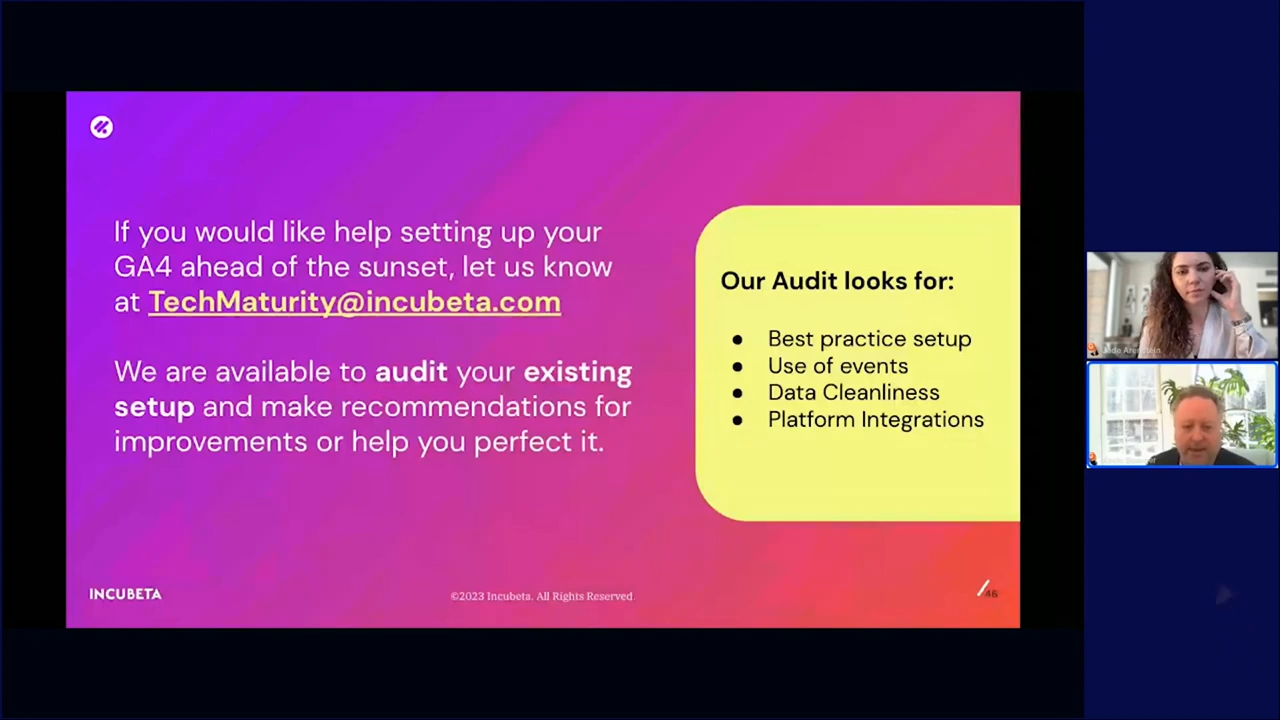 If you would like help setting up your
GA4 ahead of the sunset, let us know
at TechMaturity@incubeta.com
We are available to audit your existing
setup and make recommendations for
improvements or help you perfect it.
Our Audit looks for:
● Best practice setup
● Use of events
● Data Cleanliness
● Platform Integrations
INCUBETA
©2023 Incubeta. All Rights Reserved.
46